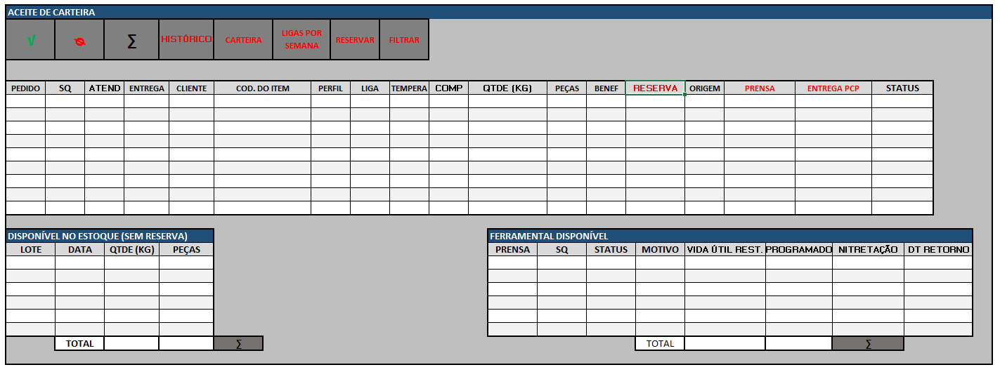 ACEITE DE CARTEIRA
√ ∑ HISTÓRICO CARTEIRA LIGAS POR SEMANA RESERVAR FILTRAR
PEDIDO SQ ATEND ENTREGA CLIENTE COD. DO ITEM PERFIL LIGA TEMPERA COMP QTDE (KG) PEÇAS BENEF RESERVA ORIGEM PRENSA ENTREGA PCP STATUS
DISPONÍVEL NO ESTOQUE (SEM RESERVA)
LOTE DATA QTDE (KG) PEÇAS
TOTAL ∑
FERRAMENTAL DISPONÍVEL
PRENSA SQ STATUS MOTIVO VIDA ÚTIL REST. PROGRAMADO NITRETAÇÃO DT RETORNO
TOTAL ∑